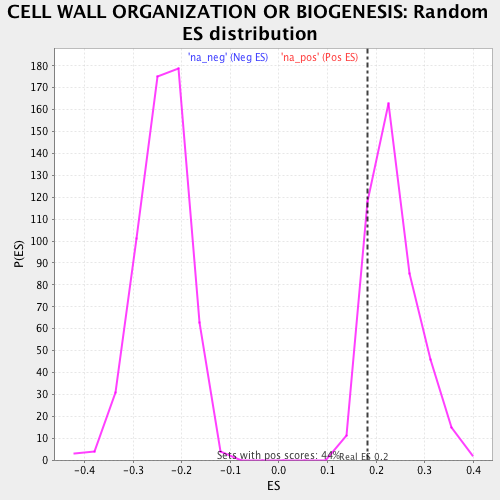 CELL WALL ORGANIZATION OR BIOGENESIS: Random
ES distribution
'na_neg' (Neg ES) 'na_pos' (Pos ES)
180
170
160
150
140
130
120
110
100
90
80
70
60
50
40
30
20
10
0
P(ES)
Sets with pos scores: 44%
Real ES 0.2
-0.4 -0.3 -0.2 -0.1 0.0 0.1 0.2 0.3 0.4
ES